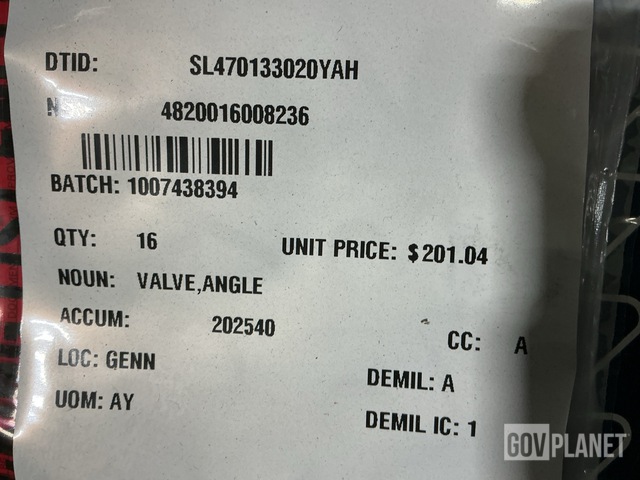 DTID: SL470133020YAH
4820016008236
BATCH: 1007438394
QTY: 16 UNIT PRICE: $201.04
NOUN: VALVE,ANGLE
ACCUM: 202540 CC: A
LOC: GENN DEMIL: A
UOM: AY DEMIL IC: 1
GOVPLANET